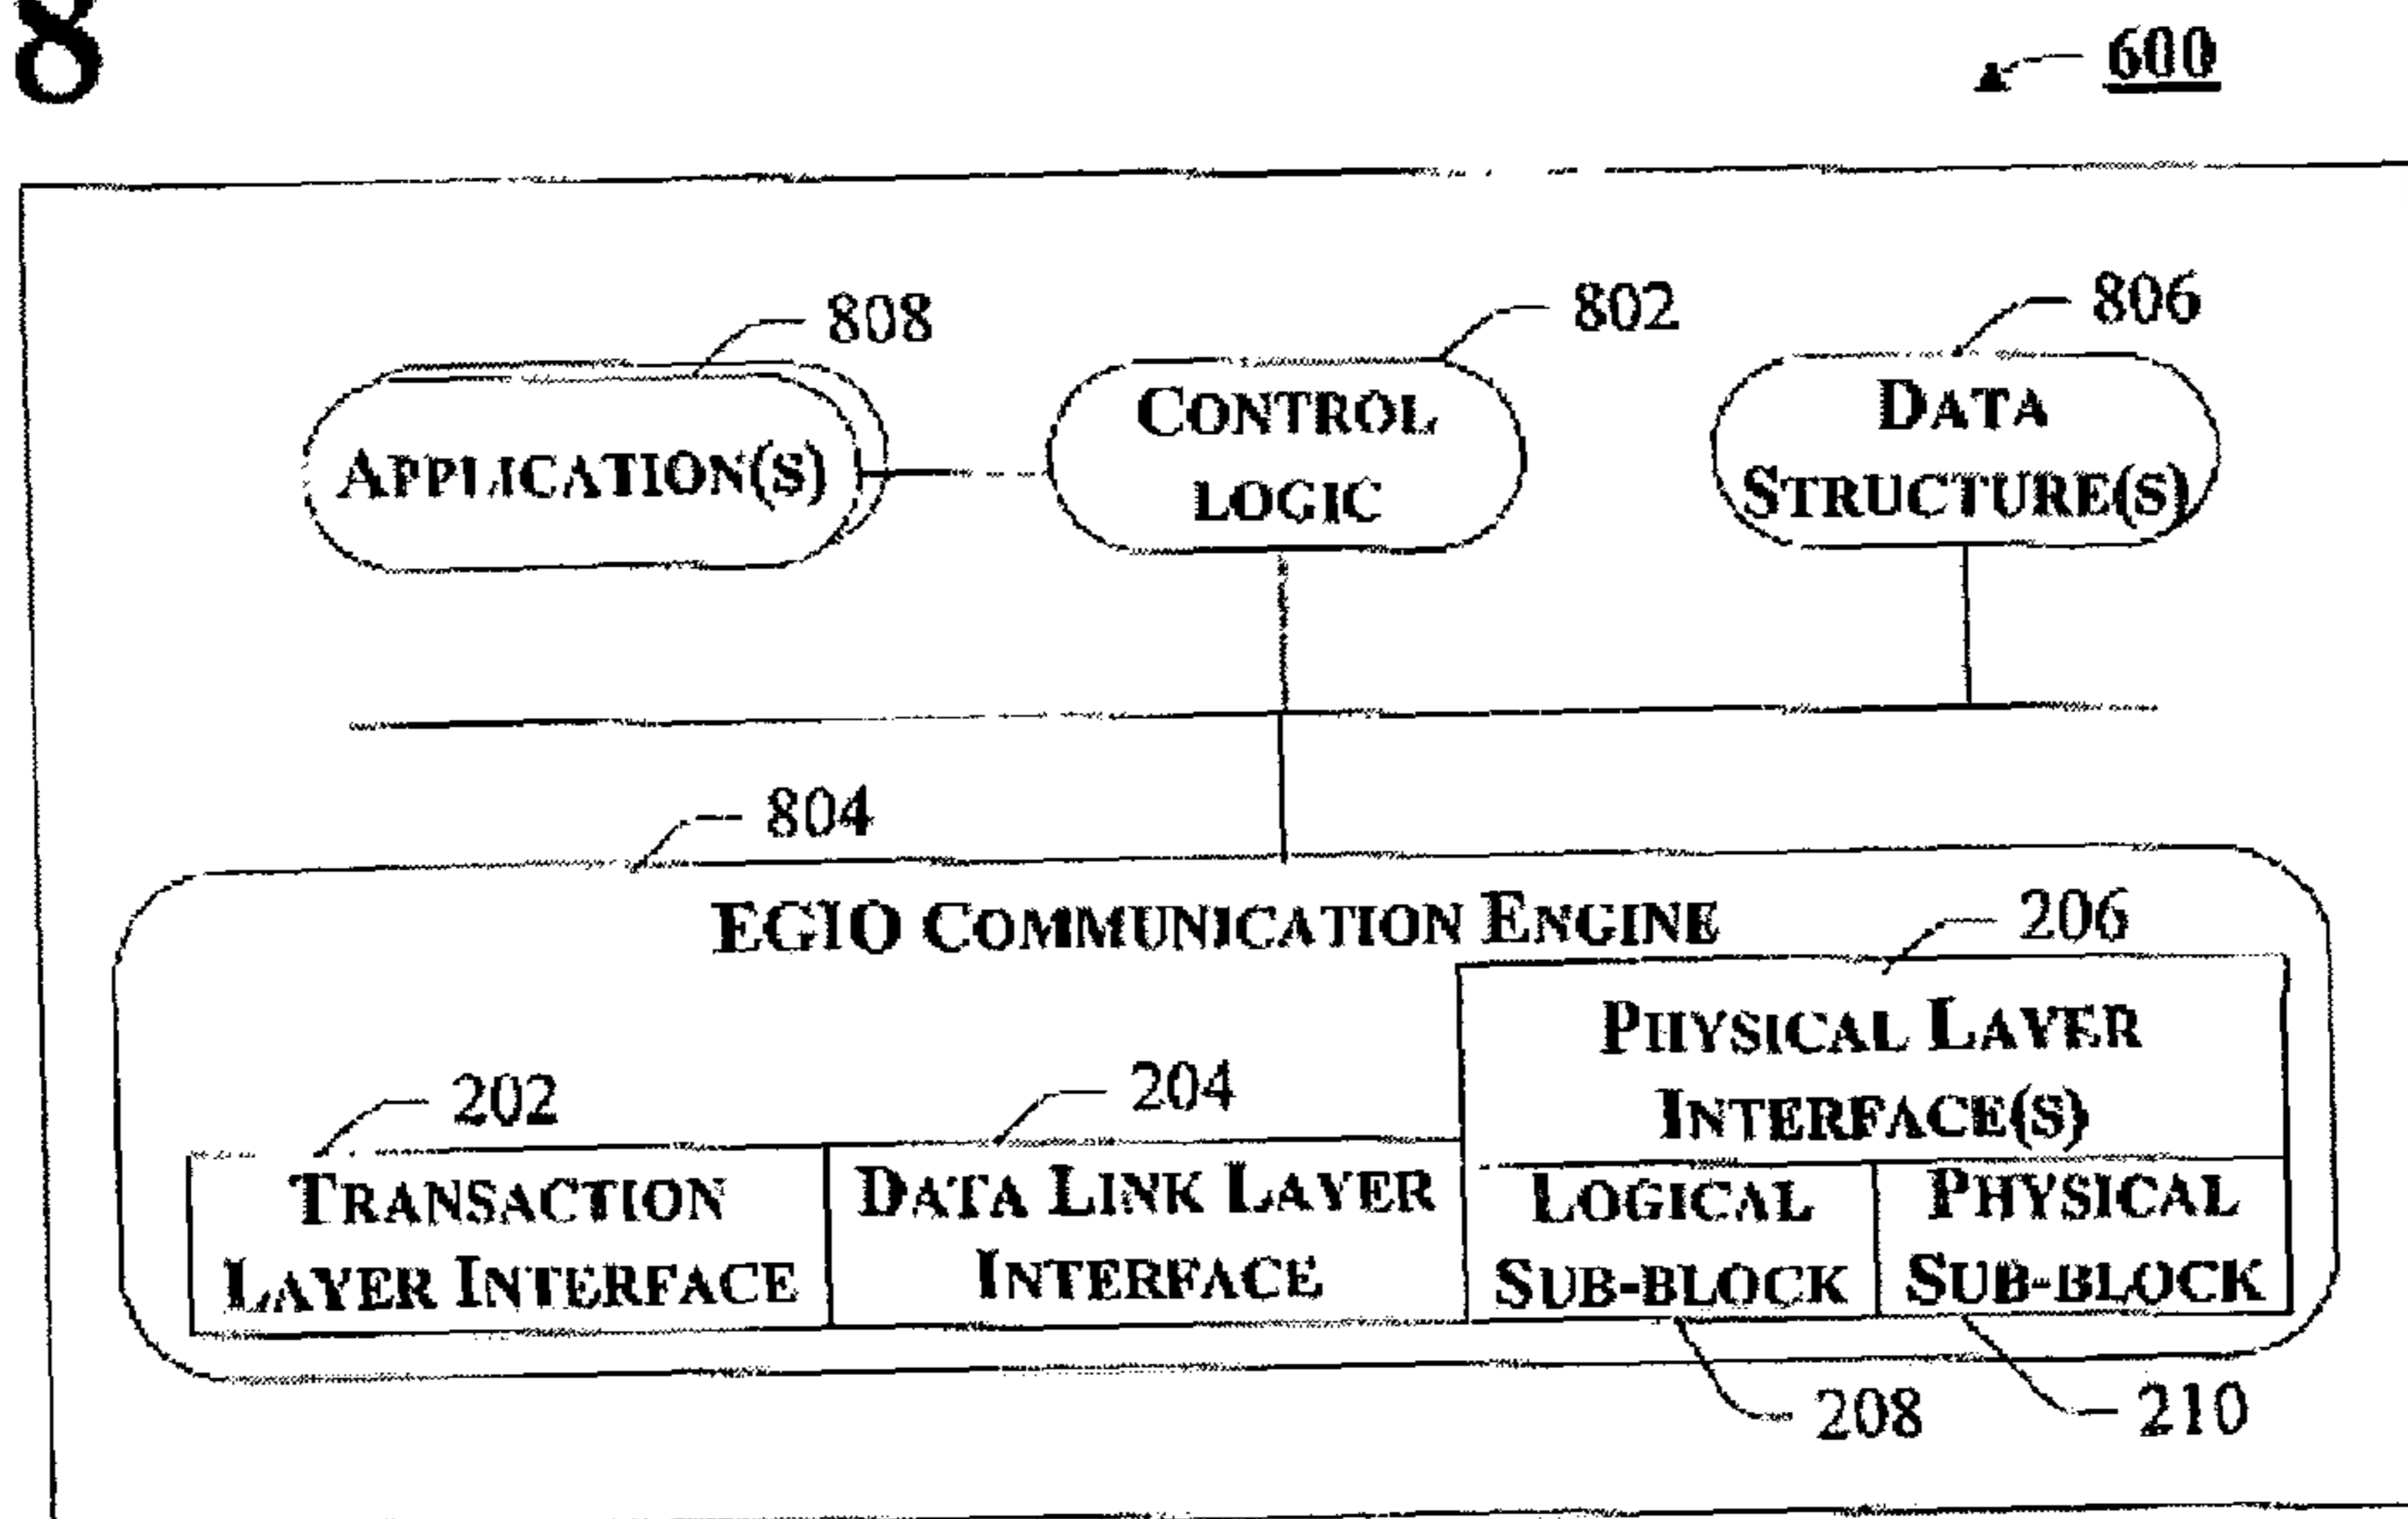 8
600
808
802
806
APPLICATION(S)
CONTROL
LOGIC
DATA
STRUCTURE(S)
804
EGIO COMMUNICATION ENGINE
206
PHYSICAL LAYER
INTERFACE(S)
202
204
TRANSACTION
LAYER INTERFACE
DATA LINK LAYER
INTERFACE
LOGICAL
SUB-BLOCK
PHYSICAL
SUB-BLOCK
208
210